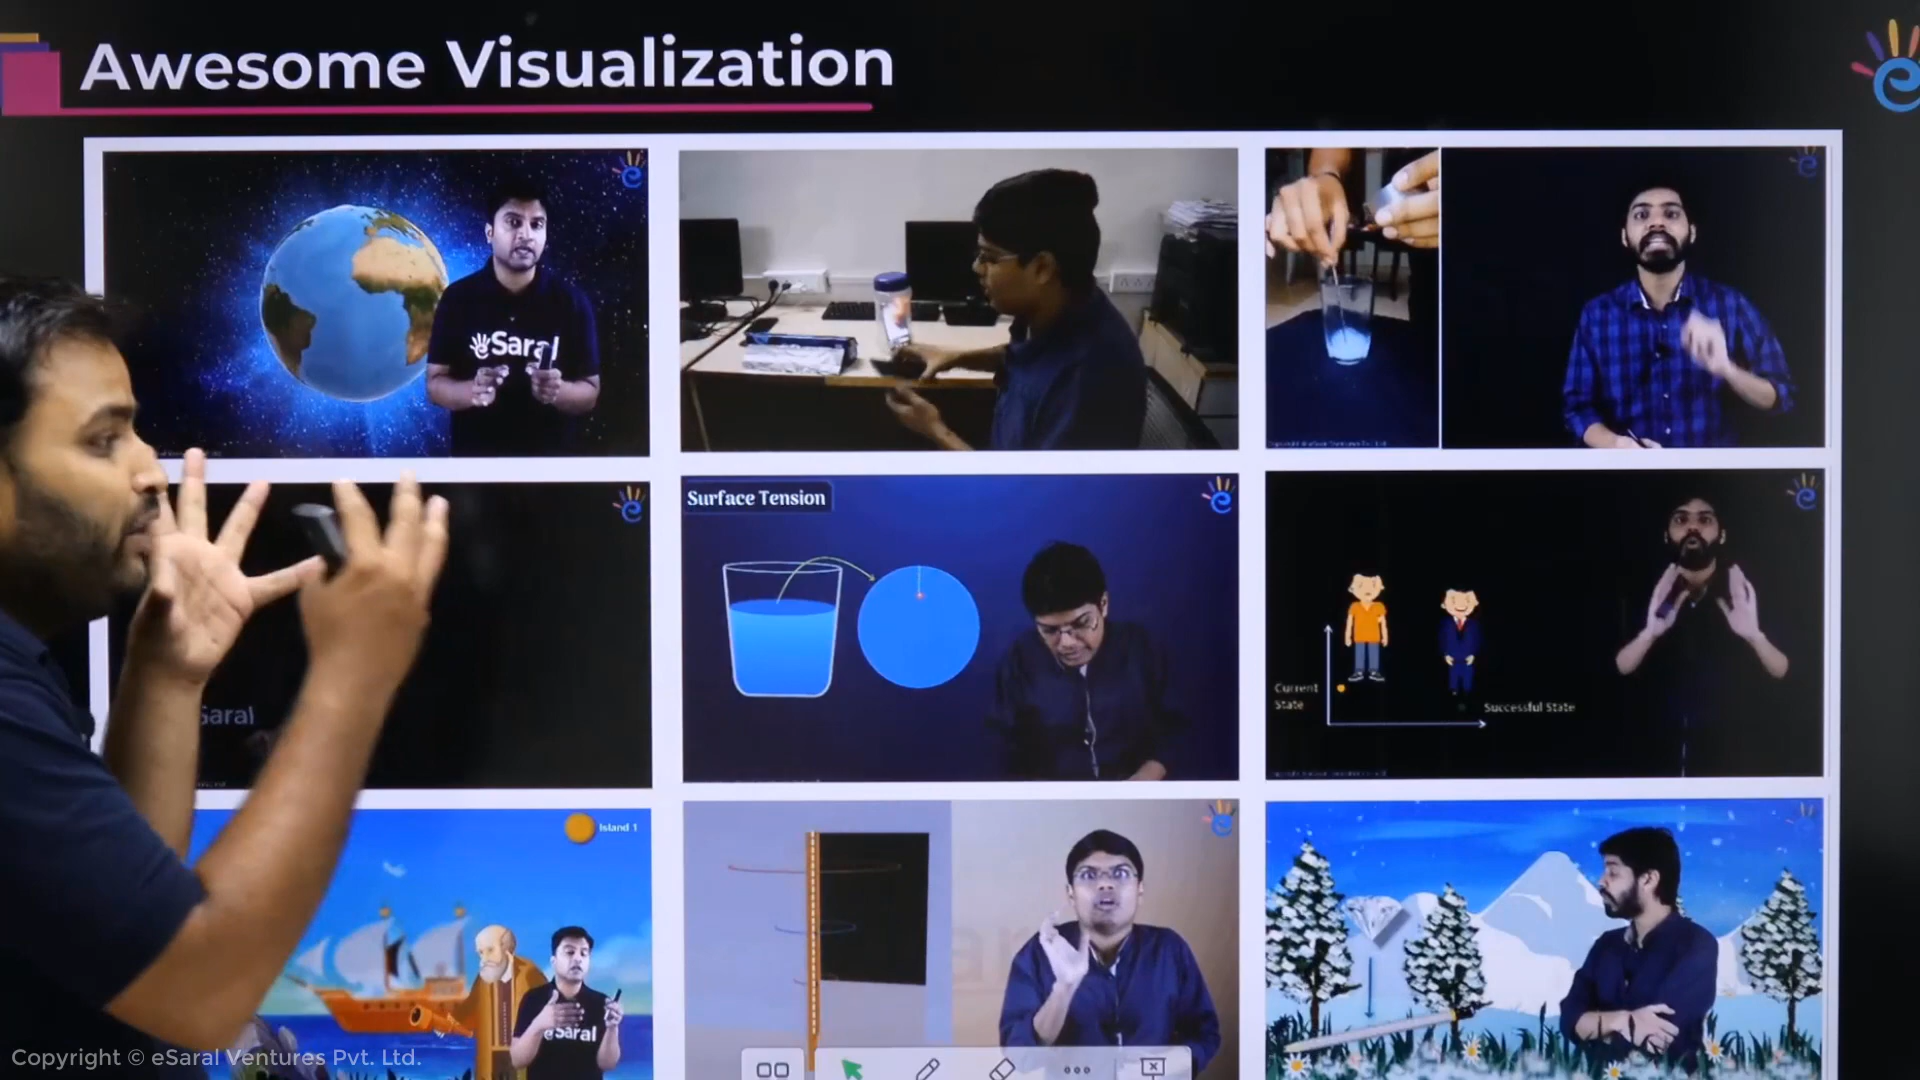 Awesome Visualization
eSaral
Surface Tension
Current
State
Successful State
Saral
Island 1
eSaral
Copyright © eSaral Ventures Pvt. Ltd.